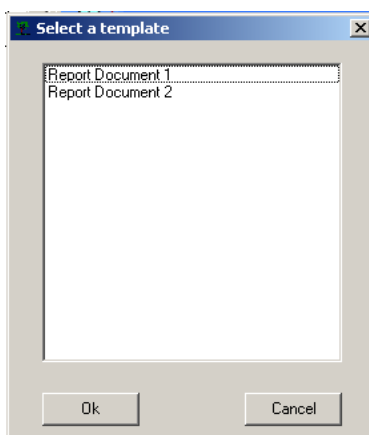 Select a template
Report Document 1
Report Document 2
Ok
Cancel